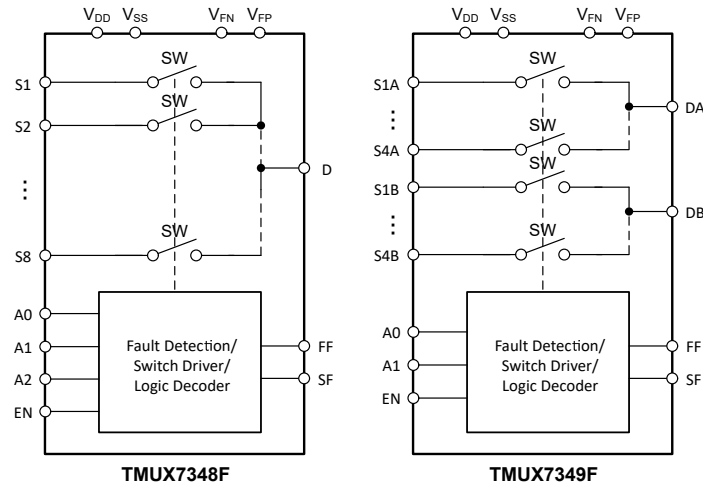 VDD VSS VFN VFP
SW
S1
SW
S2
D
⋮
SW
S8
A0
A1
A2
EN
Fault Detection/
Switch Driver/
Logic Decoder
FF
SF
TMUX7348F
VDD VSS VFN VFP
SW
S1A
DA
⋮
SW
S4A
SW
S1B
DB
⋮
SW
S4B
A0
A1
EN
Fault Detection/
Switch Driver/
Logic Decoder
FF
SF
TMUX7349F